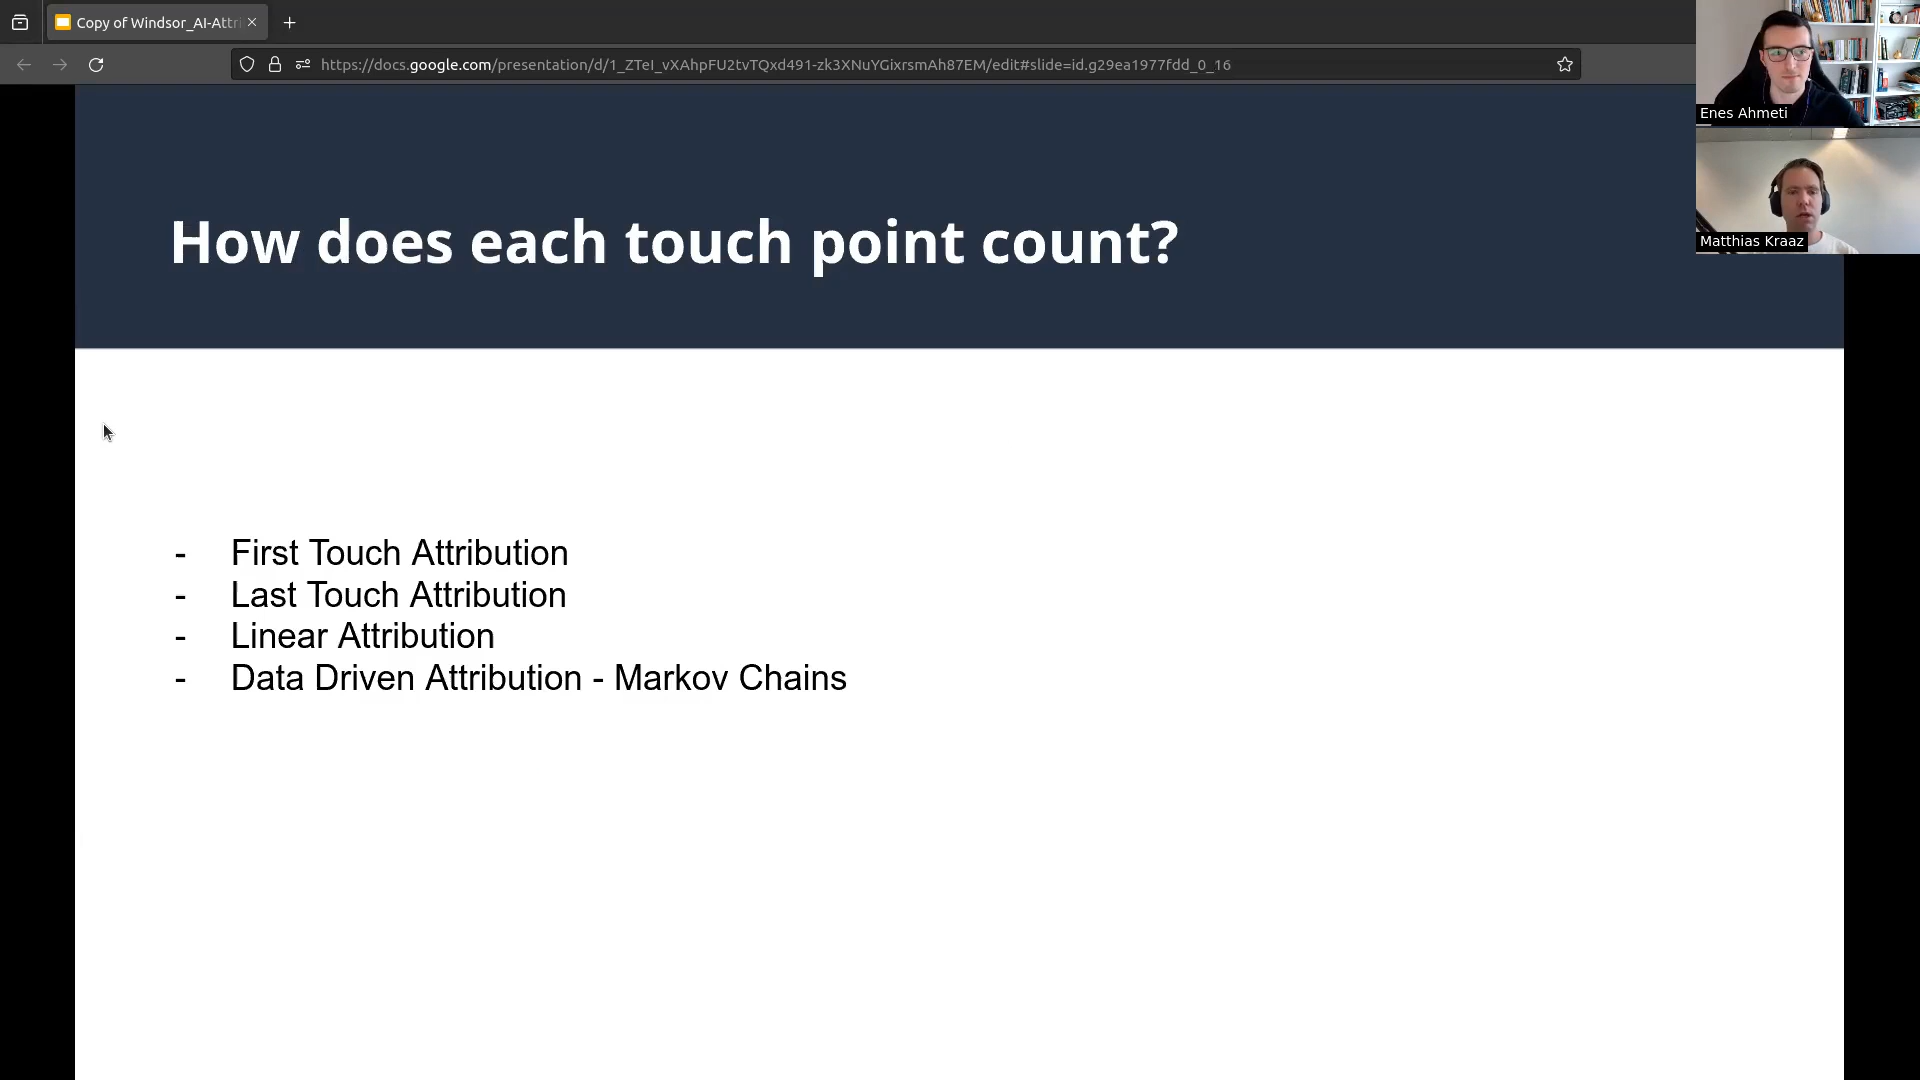 Copy of Windsor_AI-Attri
https://docs.google.com/presentation/d/1_ZTeI_vXAhpFU2tvTQxd491-zk3XNuYGixrsmAh87EM/edit#slide=id.g29ea1977fdd_0_16
Enes Ahmeti
Matthias Kraaz
How does each touch point count?
- First Touch Attribution
- Last Touch Attribution
- Linear Attribution
- Data Driven Attribution - Markov Chains